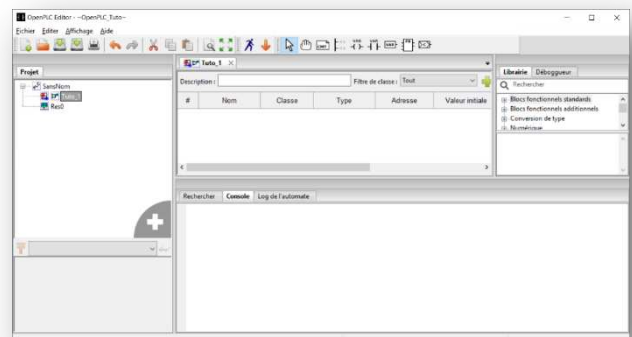 OpenPLC Editor - ~OpenPLC_Tuto~
Fichier Editer Affichage Aide
Projet
SansNom
Tuto_1
Res0
Tuto_1
Description :
Filtre de classe : Tout
# Nom Classe Type Adresse Valeur initiale
Rechercher Console Log de l'automate
Librairie Débogueur
Rechercher
Blocs fonctionnels standards
Blocs fonctionnels additionnels
Conversion de type
Numérique